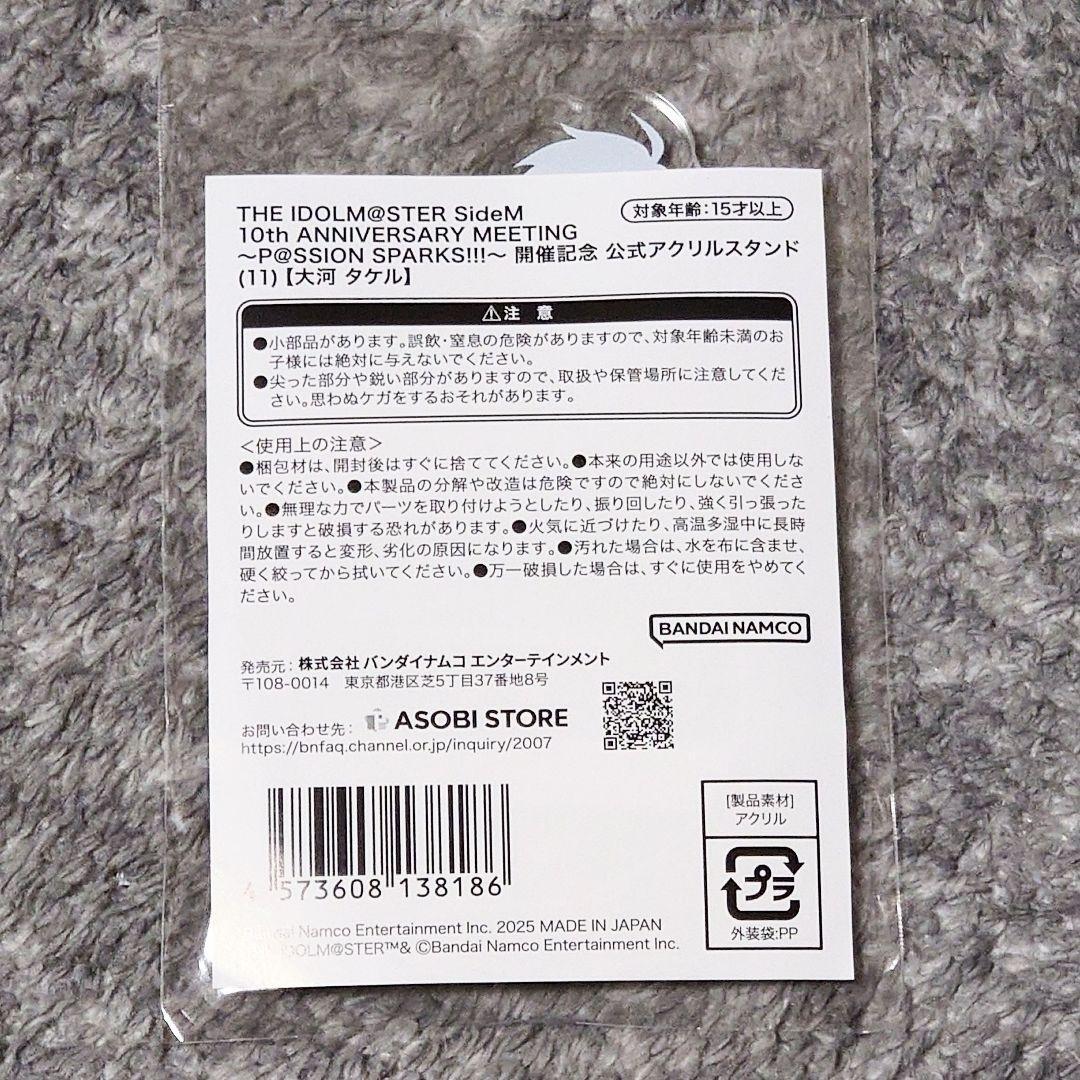 THE IDOLM@STER SideM
対象年齢:15才以上
10th ANNIVERSARY MEETING
～P@SSION SPARKS!!!～ 開催記念 公式アクリルスタンド
(11)【大河 タケル】
⚠注 意
●小部品があります。誤飲・窒息の危険がありますので、対象年齢未満のお
子様には絶対に与えないでください。
●尖った部分や鋭い部分がありますので、取扱や保管場所に注意してくだ
さい。思わぬケガをするおそれがあります。
＜使用上の注意＞
●梱包材は、開封後はすぐに捨ててください。●本来の用途以外では使用しな
いでください。●本製品の分解や改造は危険ですので絶対にしないでくださ
い。●無理な力でパーツを取り付けようとしたり、振り回したり、強く引っ張った
りしますと破損する恐れがあります。●火気に近づけたり、高温多湿中に長時
間放置すると変形、劣化の原因になります。●汚れた場合は、水を布に含ませ、
硬く絞ってから拭いてください。●万一破損した場合は、すぐに使用をやめてく
ださい。
BANDAI NAMCO
発売元:株式会社 バンダイナムコ エンターテインメント
〒108-0014 東京都港区芝5丁目37番地8号
お問い合わせ先: ASOBI STORE
https://bnfaq.channel.or.jp/inquiry/2007
[製品素材]
アクリル
4 573608 138186
プラ
外装袋:PP
Namco Entertainment Inc. 2025 MADE IN JAPAN
IDOLM@STER™& ©Bandai Namco Entertainment Inc.